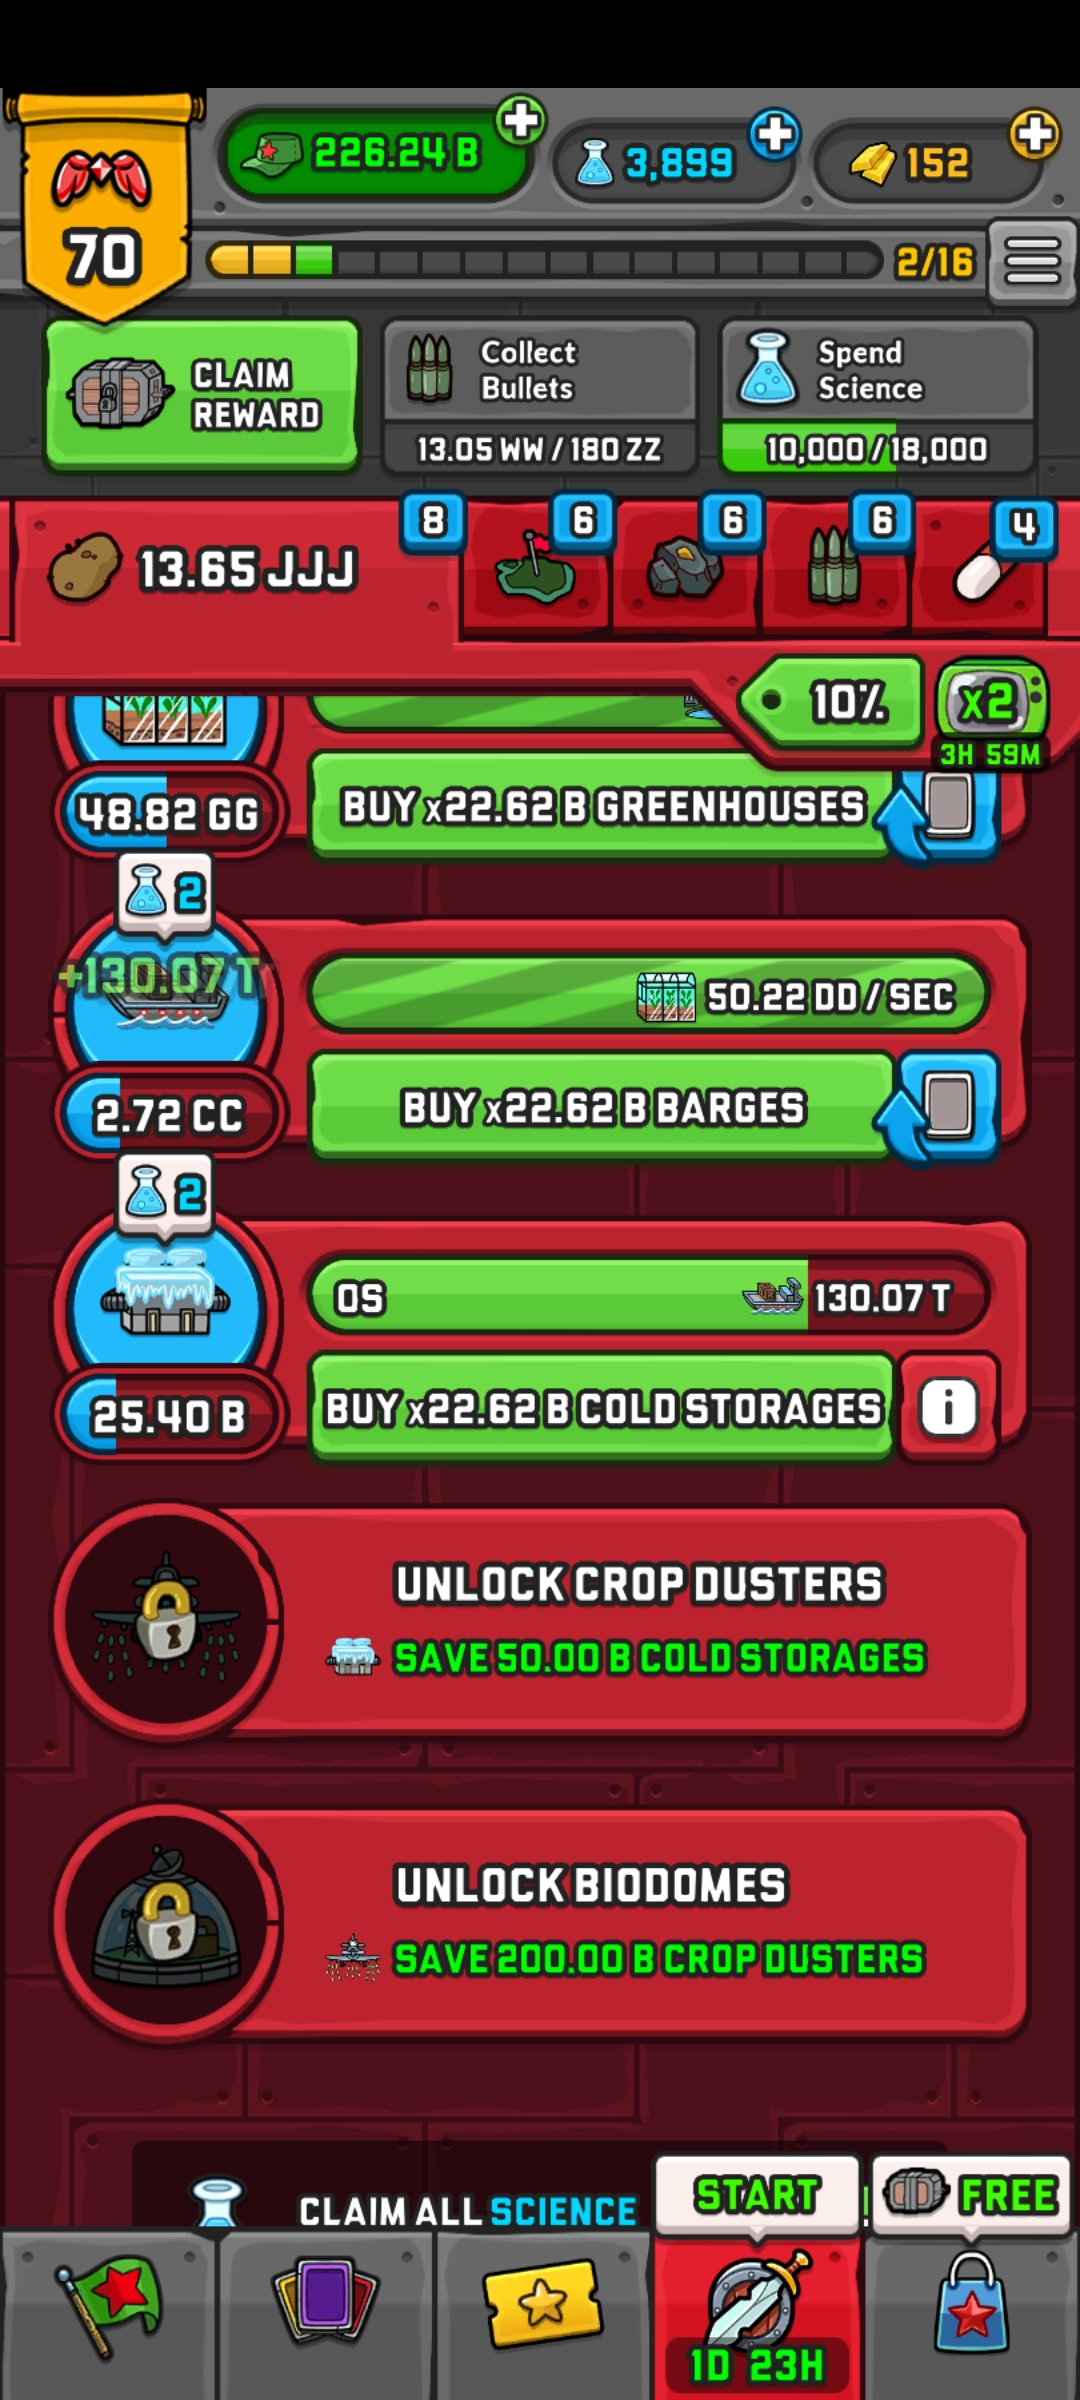 226.24 B
3,899
152
70
2/16
CLAIM
REWARD
Collect
Bullets
13.05 WW / 180 ZZ
Spend
Science
10,000 / 18,000
13.65 JJJ
8
6
6
6
4
10%
x2
3H 59M
48.82 GG
BUY x22.62 B GREENHOUSES
2
+130.07 T
50.22 DD / SEC
2.72 CC
BUY x22.62 B BARGES
2
0S
130.07 T
25.40 B
BUY x22.62 B COLD STORAGES
i
UNLOCK CROP DUSTERS
SAVE 50.00 B COLD STORAGES
UNLOCK BIODOMES
SAVE 200.00 B CROP DUSTERS
CLAIM ALL SCIENCE
START
FREE
1D 23H